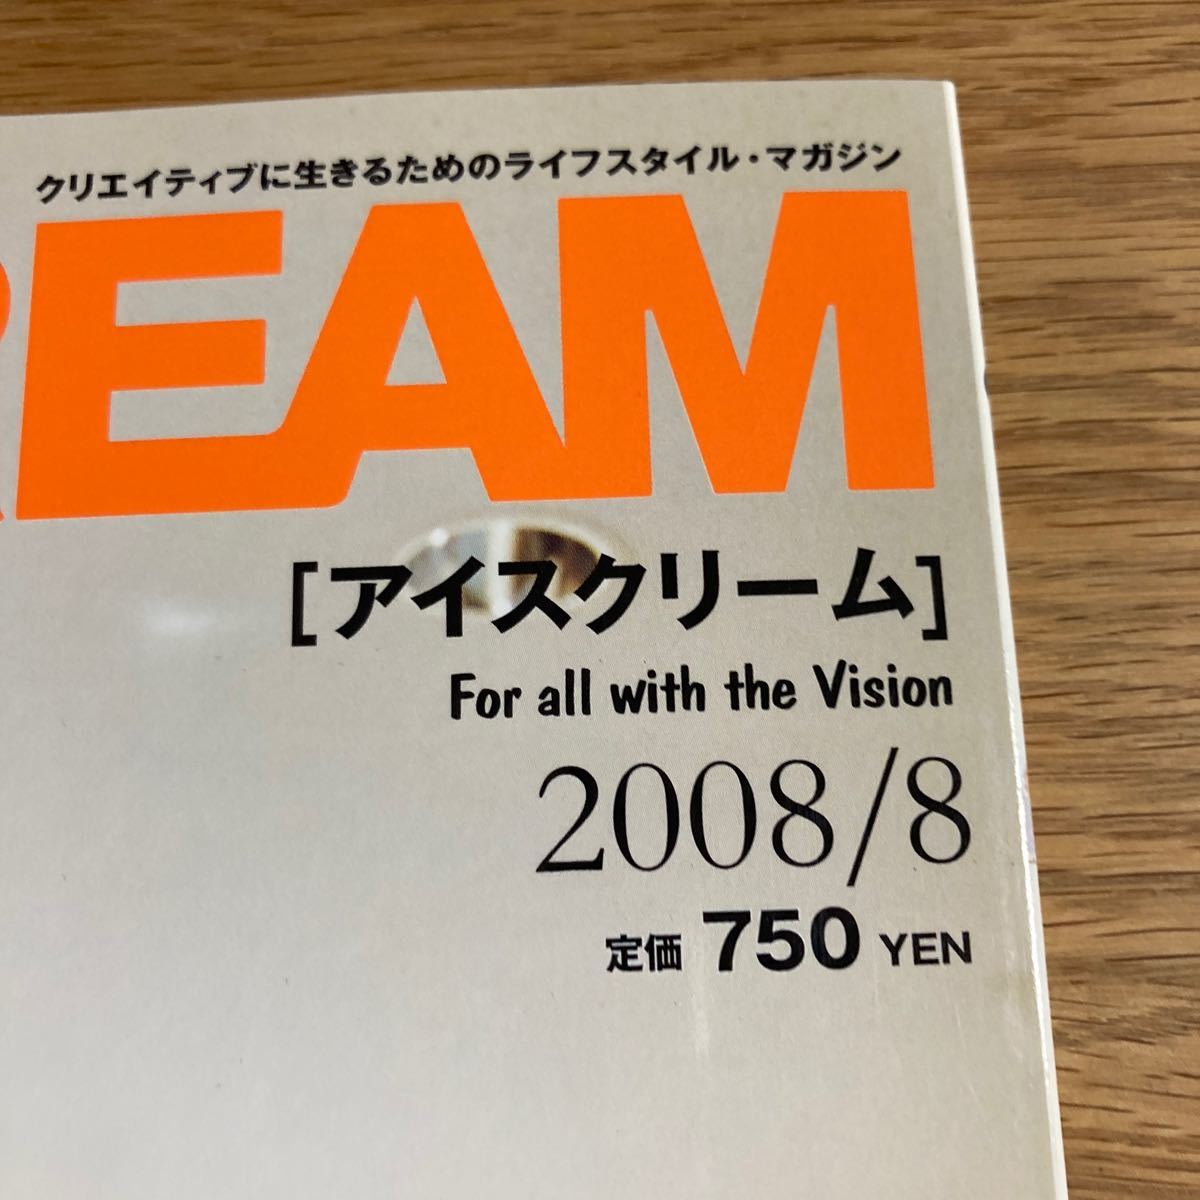 クリエイティブに生きるためのライフスタイル・マガジン
REAM
[アイスクリーム]
For all with the Vision
2008/8
定価 750 YEN